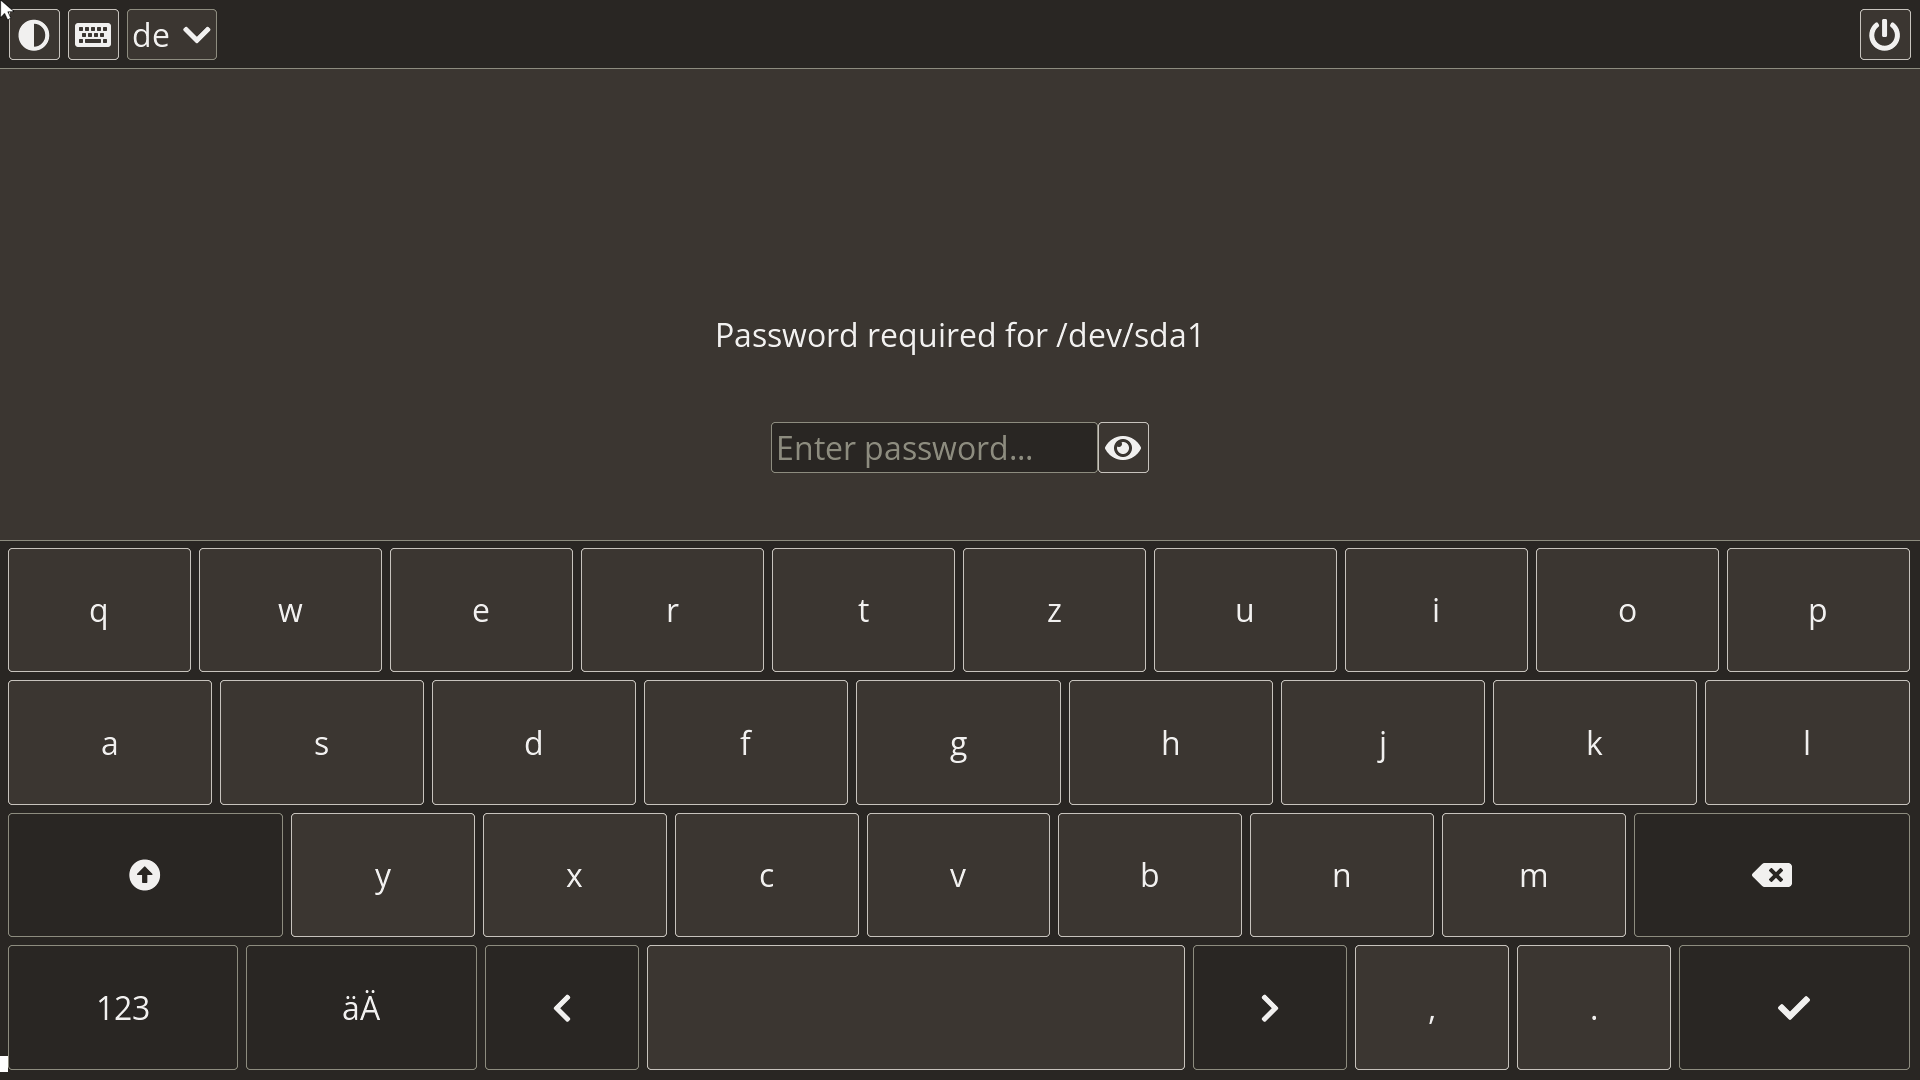 de
Password required for /dev/sda1
Enter password...
q w e r t z u i o p
a s d f g h j k l
y x c v b n m
123 äÄ , .